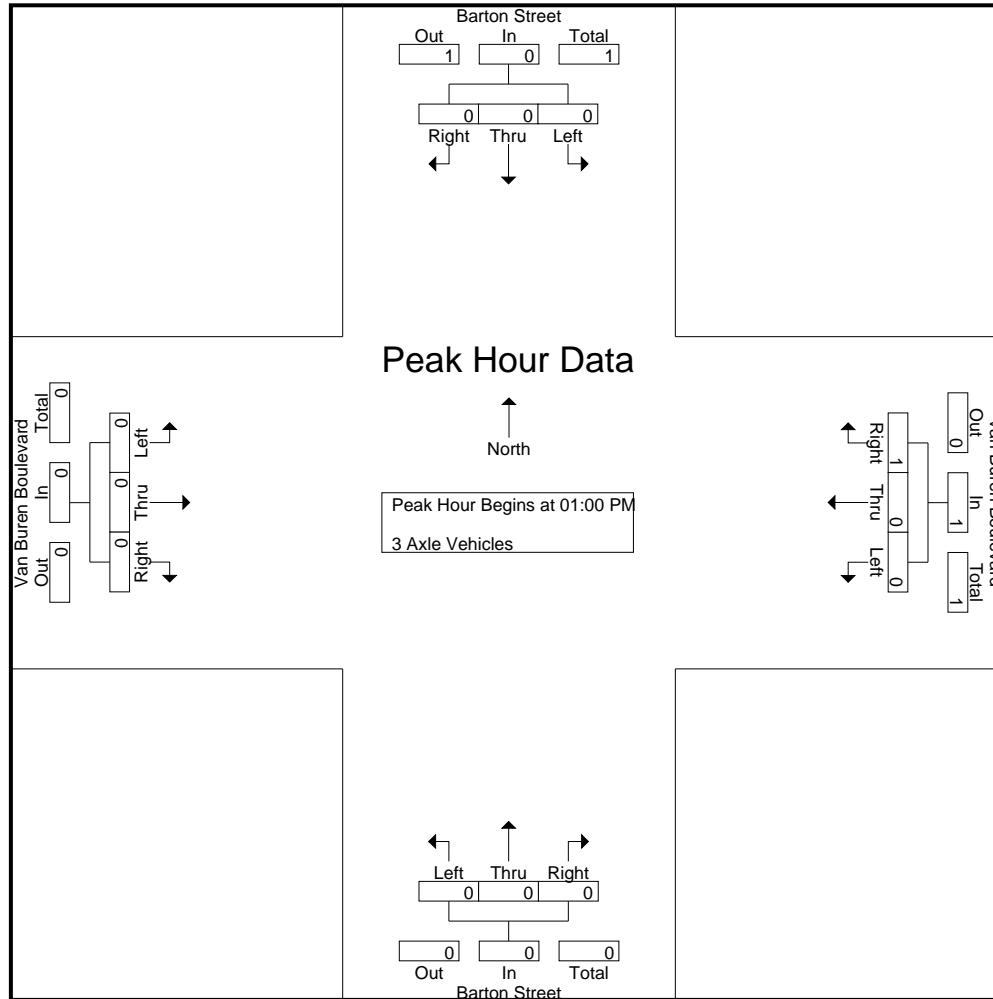 Barton Street
Out In Total
1 0 1
0 0 0
Right Thru Left
Peak Hour Data
North
Peak Hour Begins at 01:00 PM
3 Axle Vehicles
Van Buren Boulevard
Out In Total
0 0 0
Left Thru Right
0 0 0
Van Buren Boulevard
Out In Total
0 1 1
Right Thru Left
1 0 0
Left Thru Right
0 0 0
0 0 0
Out In Total
Barton Street